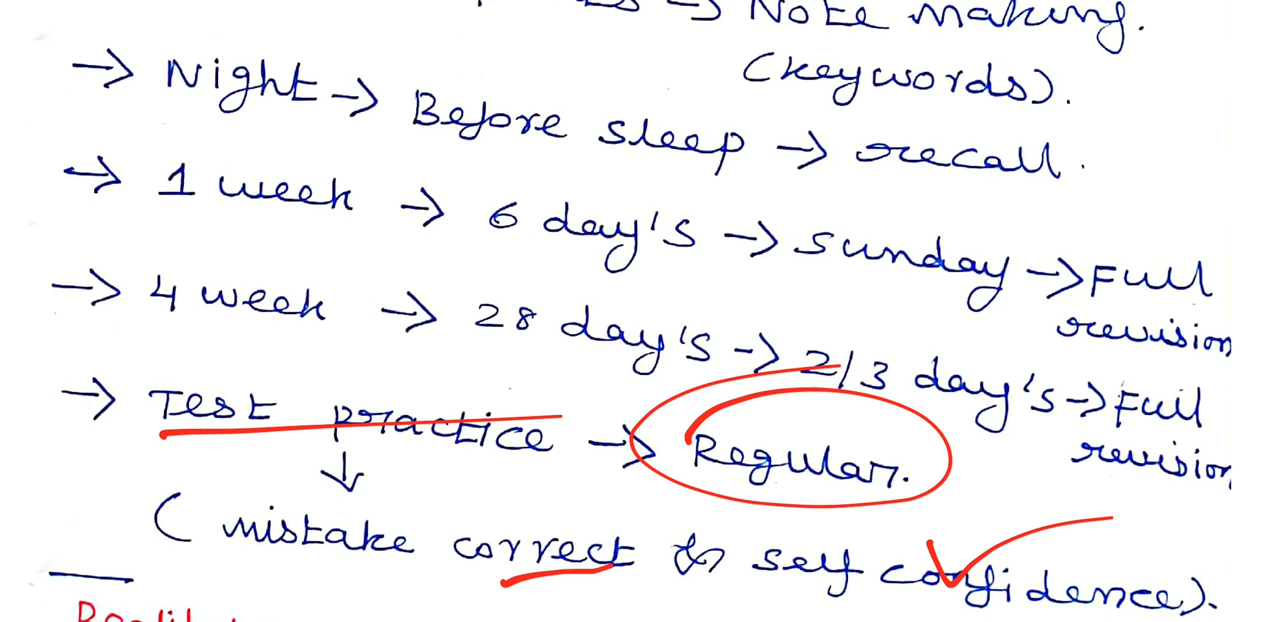 → Note making.
(keywords).
→ Night → Before sleep → recall.
→ 1 week → 6 day's → sunday → Full
revision
→ 4 week → 28 day's → 2/3 day's → Full
revision
→ Test practice → Regular.
↓
( mistake correct & self confidence).